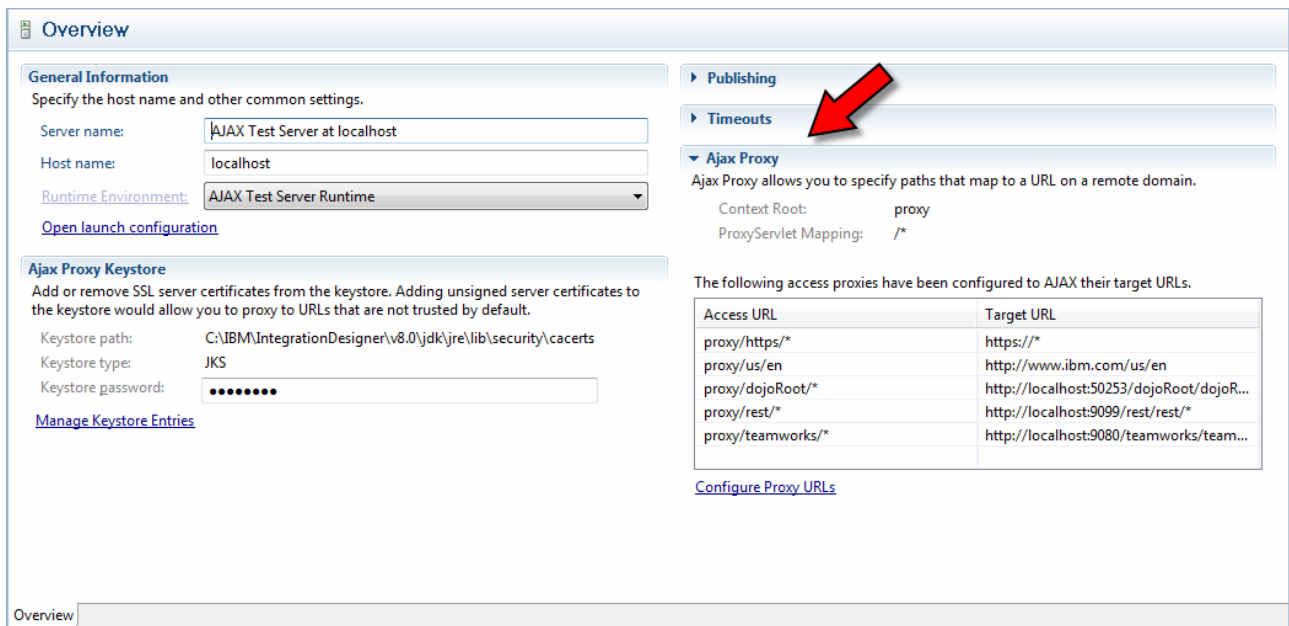 Overview
General Information
Specify the host name and other common settings.
Server name: AJAX Test Server at localhost
Host name: localhost
Runtime Environment: AJAX Test Server Runtime
Open launch configuration
Ajax Proxy Keystore
Add or remove SSL server certificates from the keystore. Adding unsigned server certificates to
the keystore would allow you to proxy to URLs that are not trusted by default.
Keystore path: C:\IBM\IntegrationDesigner\v8.0\jdk\jre\lib\security\cacerts
Keystore type: JKS
Keystore password: ●●●●●●●●
Manage Keystore Entries
Publishing
Timeouts
Ajax Proxy
Ajax Proxy allows you to specify paths that map to a URL on a remote domain.
Context Root: proxy
ProxyServlet Mapping: /*
The following access proxies have been configured to AJAX their target URLs.
Access URL Target URL
proxy/https/* https://*
proxy/us/en http://www.ibm.com/us/en
proxy/dojoRoot/* http://localhost:50253/dojoRoot/dojoR...
proxy/rest/* http://localhost:9099/rest/rest/*
proxy/teamworks/* http://localhost:9080/teamworks/team...
Configure Proxy URLs
Overview